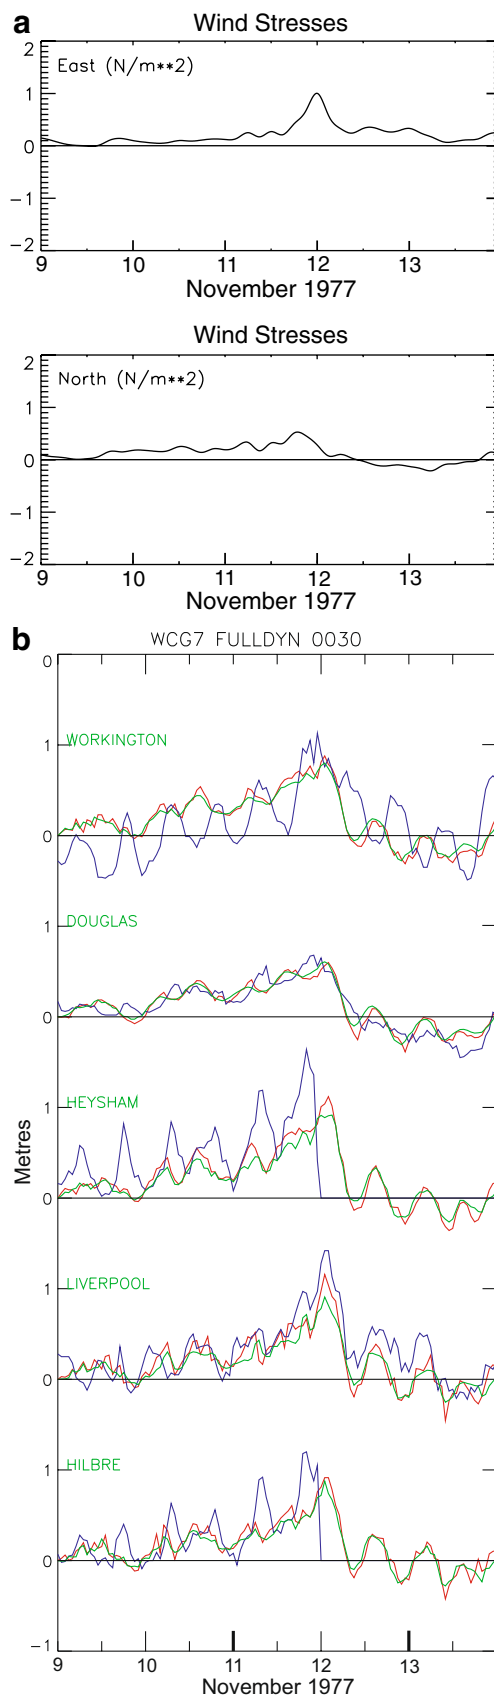 a
Wind Stresses
East (N/m**2)
2
1
0
−1
−2
9 10 11 12 13
November 1977
Wind Stresses
North (N/m**2)
2
1
0
−1
−2
9 10 11 12 13
November 1977
b
WCG7 FULLDYN 0030
0
WORKINGTON
1
0
DOUGLAS
1
0
HEYSHAM
1
0
Metres
LIVERPOOL
1
0
HILBRE
1
0
−1
9 10 11 12 13
November 1977